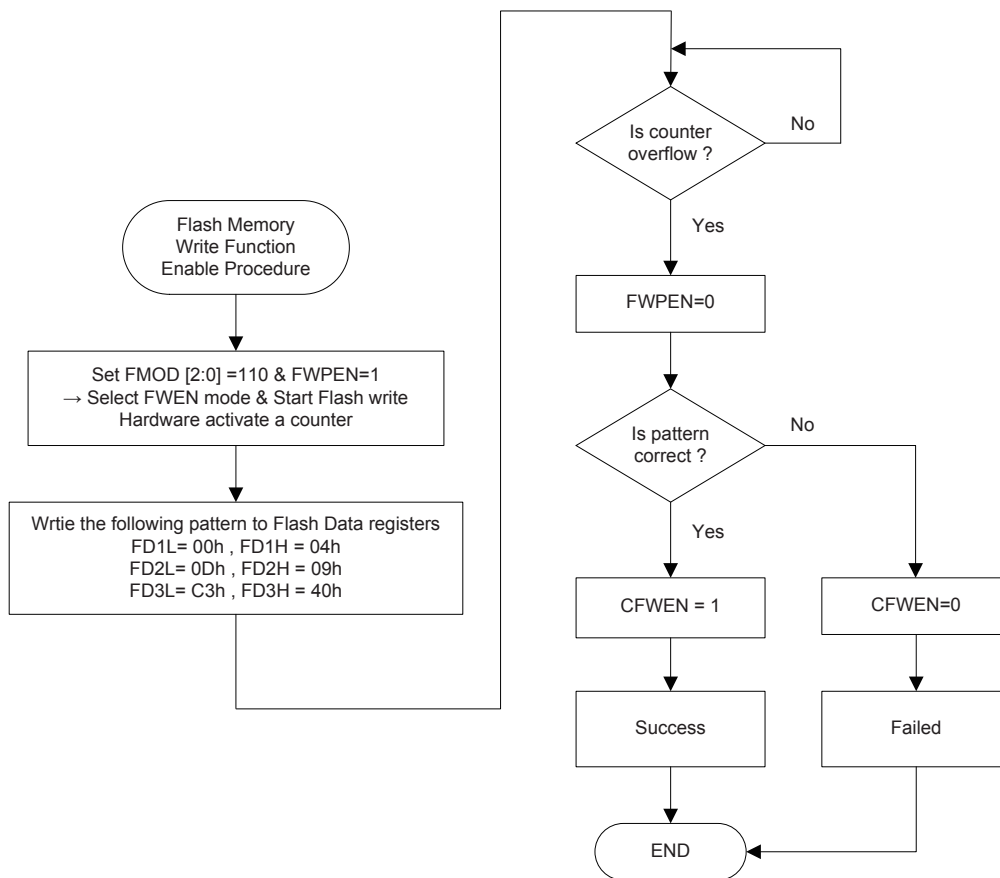 Flash Memory
Write Function
Enable Procedure
Set FMOD [2:0] =110 & FWPEN=1
→ Select FWEN mode & Start Flash write
Hardware activate a counter
Wrtie the following pattern to Flash Data registers
FD1L= 00h , FD1H = 04h
FD2L= 0Dh , FD2H = 09h
FD3L= C3h , FD3H = 40h
Is counter
overflow ?
No
Yes
FWPEN=0
Is pattern
correct ?
No
Yes
CFWEN = 1
CFWEN=0
Success
Failed
END